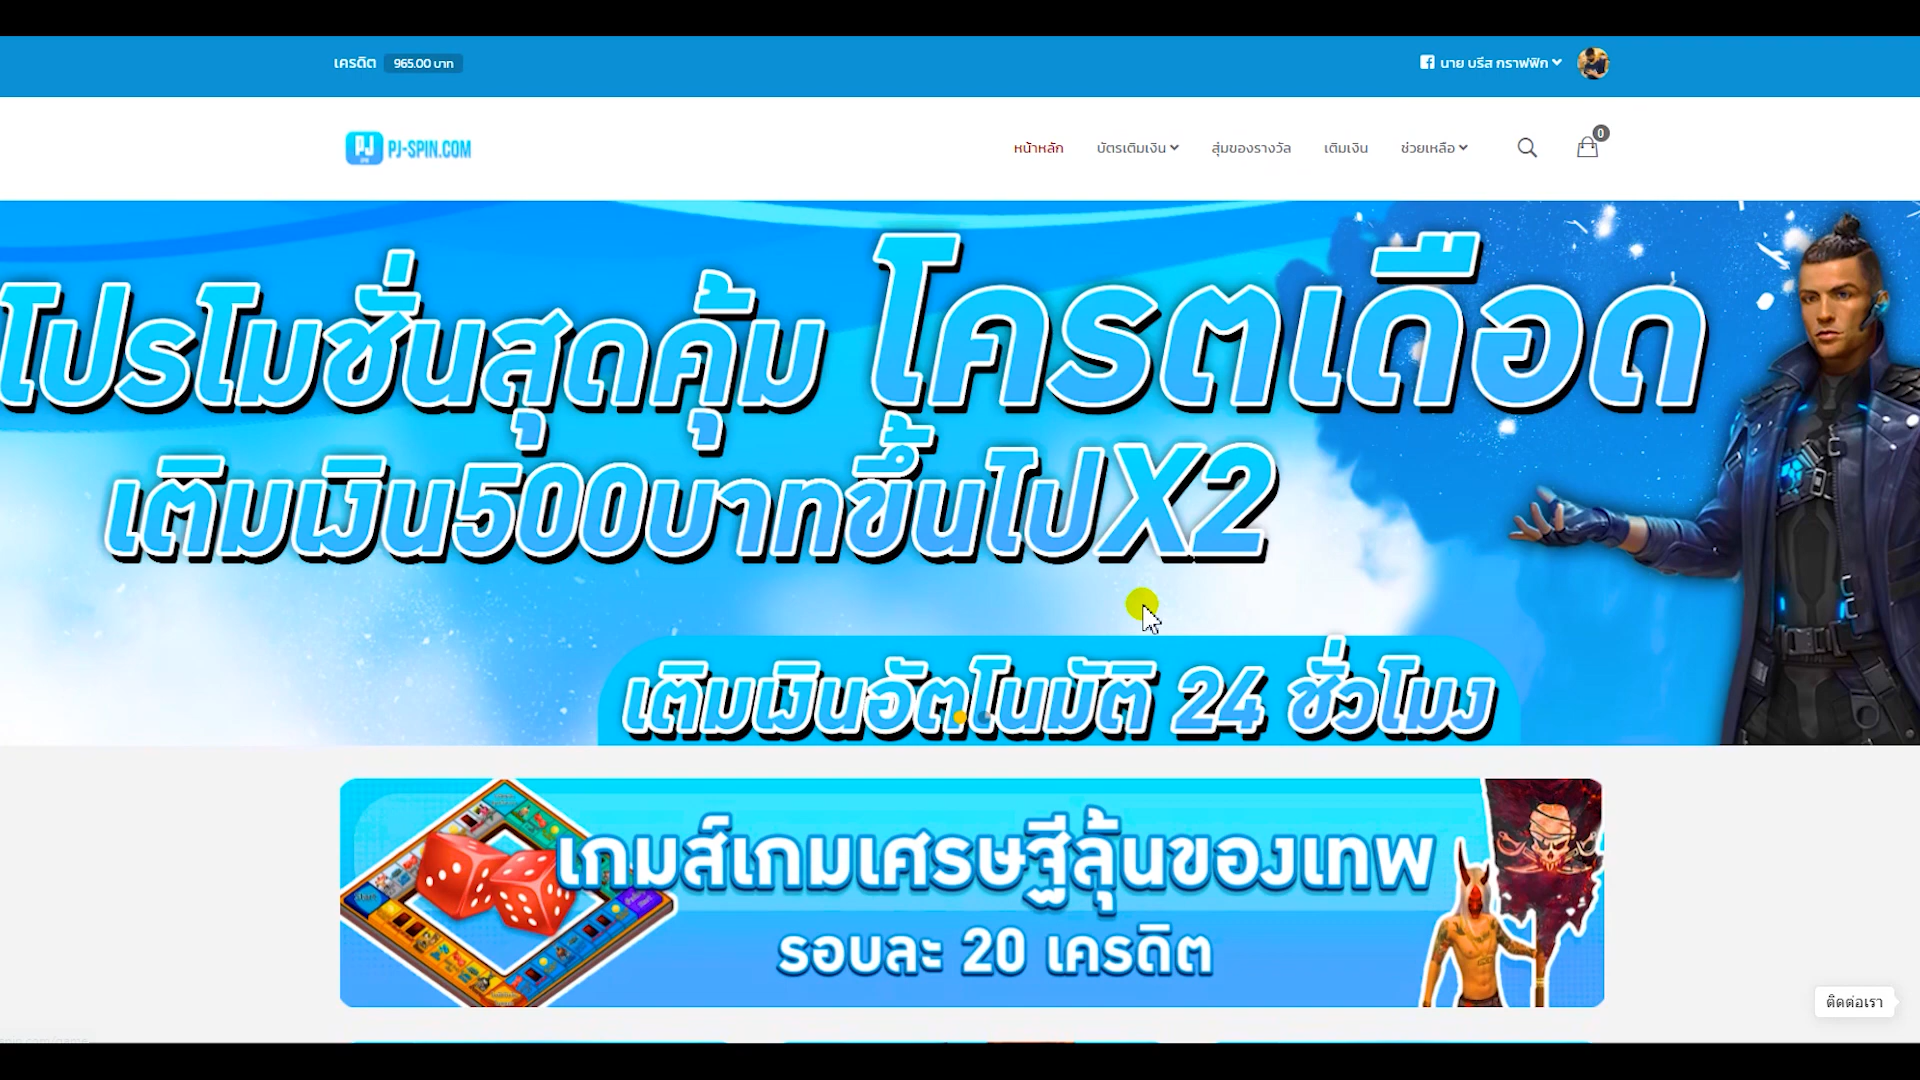 เครดิต 965.00 บาท
นาย บรีส กราฟฟิก
PJ PJ-SPIN.COM
หน้าหลัก บัตรเติมเงิน สุ่มของรางวัล เติมเงิน ช่วยเหลือ 0
โปรโมชั่นสุดคุ้ม โครตเดือด
เติมเงิน500บาทขึ้นไปX2
เติมเงินอัตโนมัติ 24 ชั่วโมง
เกมส์เกมเศรษฐีลุ้นของเทพ
รอบละ 20 เครดิต
ติดต่อเรา